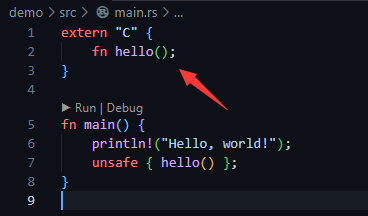 demo > src > main.rs > ...
1 extern "C" {
2     fn hello();
3 }
4
▶ Run | Debug
5 fn main() {
6     println!("Hello, world!");
7     unsafe { hello() };
8 }
9